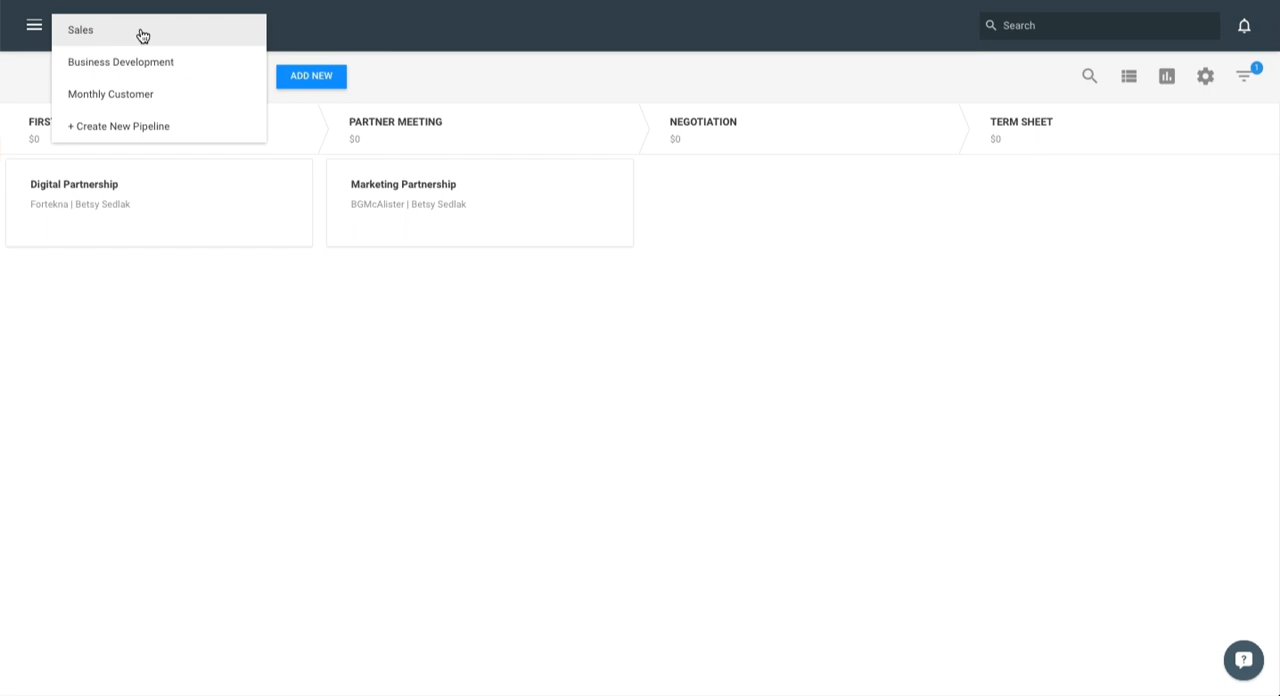 Sales
Business Development
Monthly Customer
+ Create New Pipeline
Search
ADD NEW
1
FIRS
$0
PARTNER MEETING
$0
NEGOTIATION
$0
TERM SHEET
$0
Digital Partnership
Fortekna | Betsy Sedlak
Marketing Partnership
BGMcAlister | Betsy Sedlak
?